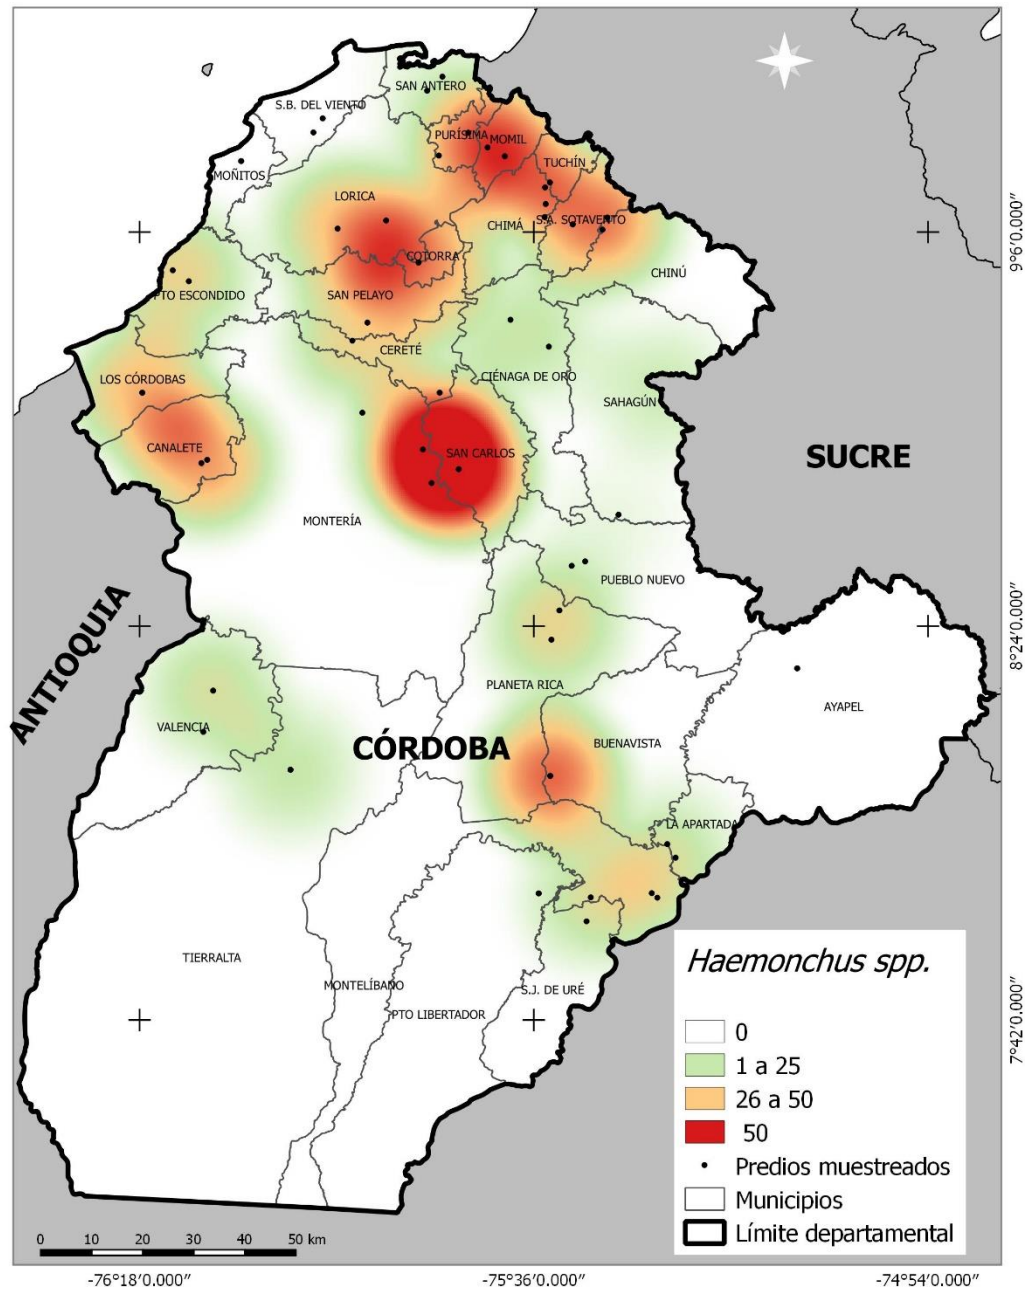 SAN ANTERO
S.B. DEL VIENTO
PURÍSIMA
MOMIL
TUCHÍN
MOÑITOS
LORICA
CHIMÁ
S.A. SOTAVENTO
COTORRA
CHINÚ
PTO ESCONDIDO
SAN PELAYO
CERETÉ
LOS CÓRDOBAS
CIÉNAGA DE ORO
SAHAGÚN
CANALETE
SAN CARLOS
SUCRE
MONTERÍA
PUEBLO NUEVO
ANTIOQUIA
PLANETA RICA
AYAPEL
VALENCIA
CÓRDOBA
BUENAVISTA
LA APARTADA
TIERRALTA
MONTELÍBANO
S.J. DE URÉ
PTO LIBERTADOR
9°6′0.000″
8°24′0.000″
7°42′0.000″
Haemonchus spp.
0
1 a 25
26 a 50
50
Predios muestreados
Municipios
Límite departamental
0 10 20 30 40 50 km
-76°18′0.000″ -75°36′0.000″ -74°54′0.000″